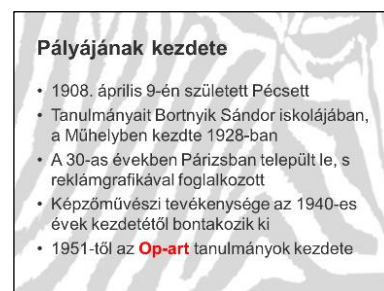 Pályájának kezdete
• 1908. április 9-én született Pécsett
• Tanulmányait Bortnyik Sándor iskolájában,
a Műhelyben kezdte 1928-ban
• A 30-as években Párizsban települt le, s
reklámgrafikával foglalkozott
• Képzőművészi tevékenysége az 1940-es
évek kezdetétől bontakozik ki
• 1951-től az Op-art tanulmányok kezdete